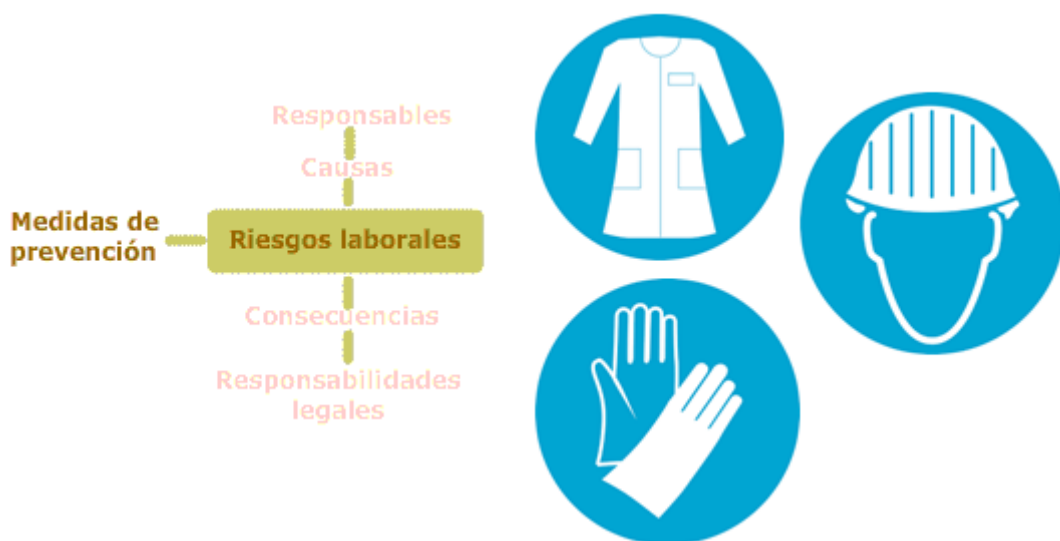 Responsables
Causas
Medidas de
prevención
Riesgos laborales
Consecuencias
Responsabilidades
legales